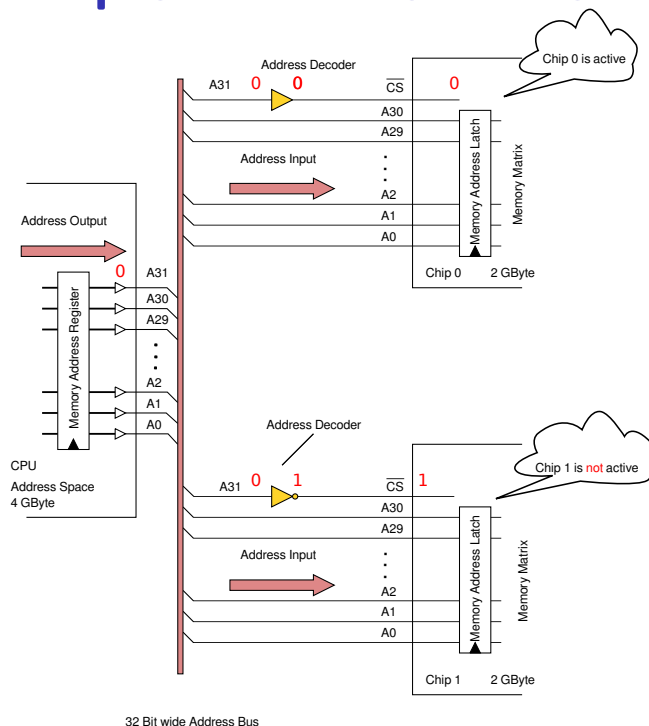 Address Decoder
A31 0 0 CS 0
Chip 0 is active
A30
A29
Address Input
A2
A1
A0
Memory Address Latch
Memory Matrix
Chip 0 2 GByte
Address Output
0 A31
A30
A29
A2
A1
A0
Memory Address Register
CPU
Address Space
4 GByte
Address Decoder
A31 0 1 CS 1
Chip 1 is not active
A30
A29
Address Input
A2
A1
A0
Memory Address Latch
Memory Matrix
Chip 1 2 GByte
32 Bit wide Address Bus